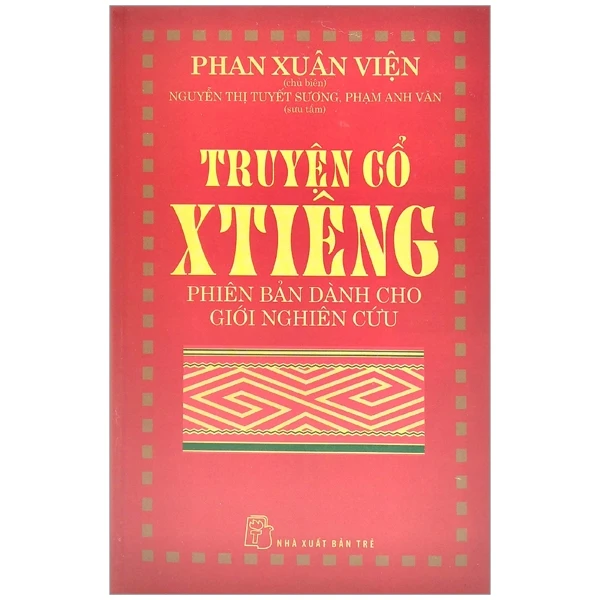 PHAN XUÂN VIỆN
(chủ biên)
NGUYỄN THỊ TUYẾT SƯƠNG, PHẠM ANH VĂN
(sưu tầm)
TRUYỆN CỔ
XTIÊNG
PHIÊN BẢN DÀNH CHO
GIỚI NGHIÊN CỨU
NHÀ XUẤT BẢN TRẺ